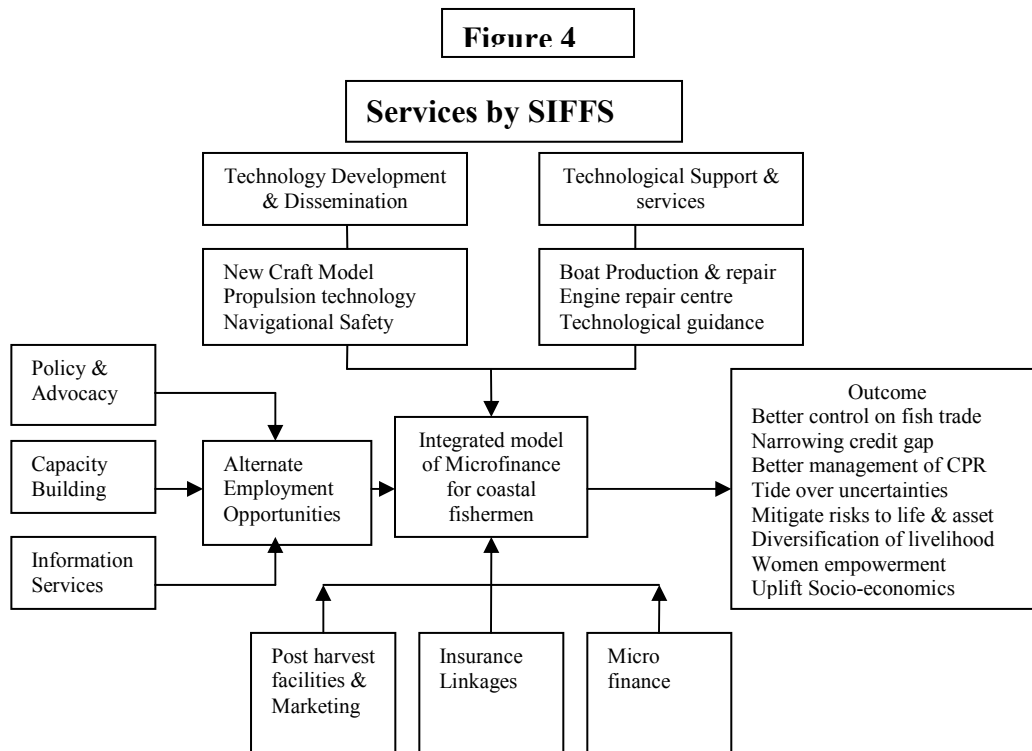 Figure 4
Services by SIFFS
Technology Development
& Dissemination
Technological Support &
services
New Craft Model
Propulsion technology
Navigational Safety
Boat Production & repair
Engine repair centre
Technological guidance
Policy &
Advocacy
Capacity
Building
Information
Services
Alternate
Employment
Opportunities
Integrated model
of Microfinance
for coastal
fishermen
Outcome
Better control on fish trade
Narrowing credit gap
Better management of CPR
Tide over uncertainties
Mitigate risks to life & asset
Diversification of livelihood
Women empowerment
Uplift Socio-economics
Post harvest
facilities &
Marketing
Insurance
Linkages
Micro
finance